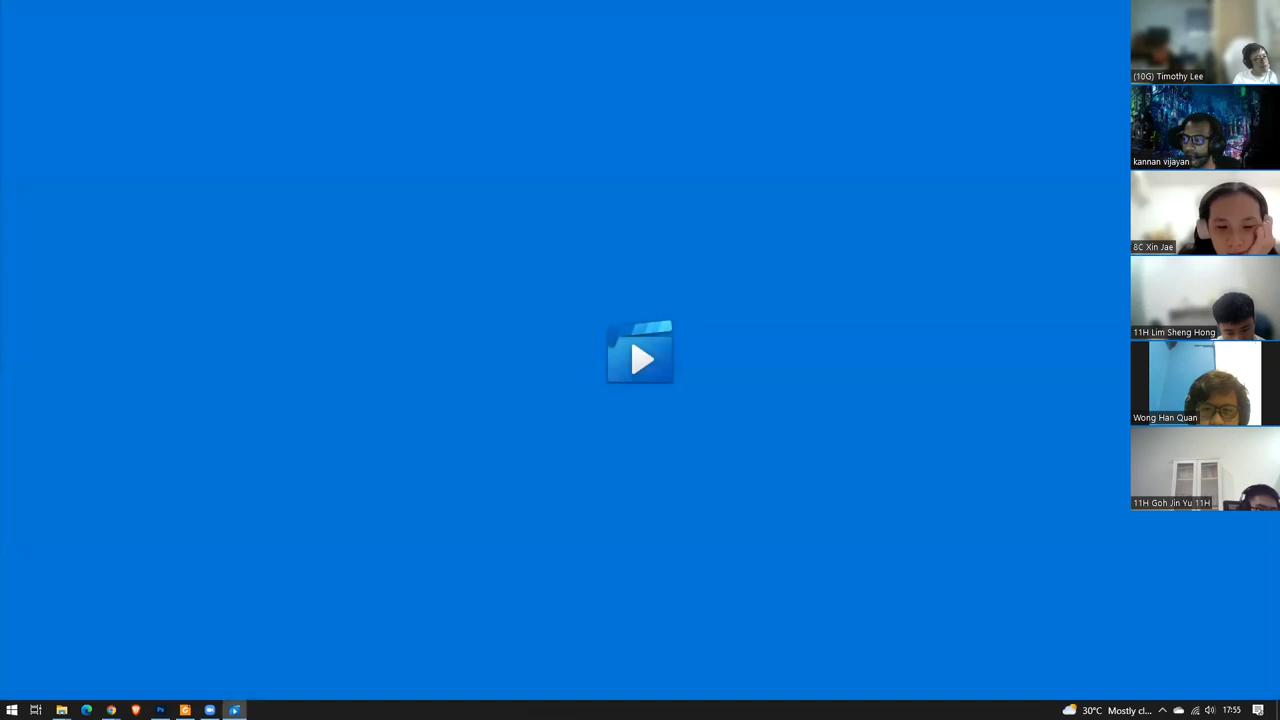 (10G) Timothy Lee
kannan vijayan
8C Xin Jae
11H Lim Sheng Hong
Wong Han Quan
11H Goh Jin Yu 11H
30°C Mostly cl... 17:55